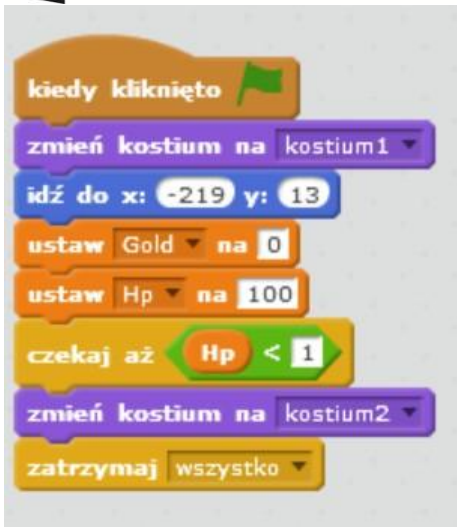 kiedy kliknięto
zmień kostium na kostium1
idź do x: -219 y: 13
ustaw Gold na 0
ustaw Hp na 100
czekaj aż Hp < 1
zmień kostium na kostium2
zatrzymaj wszystko